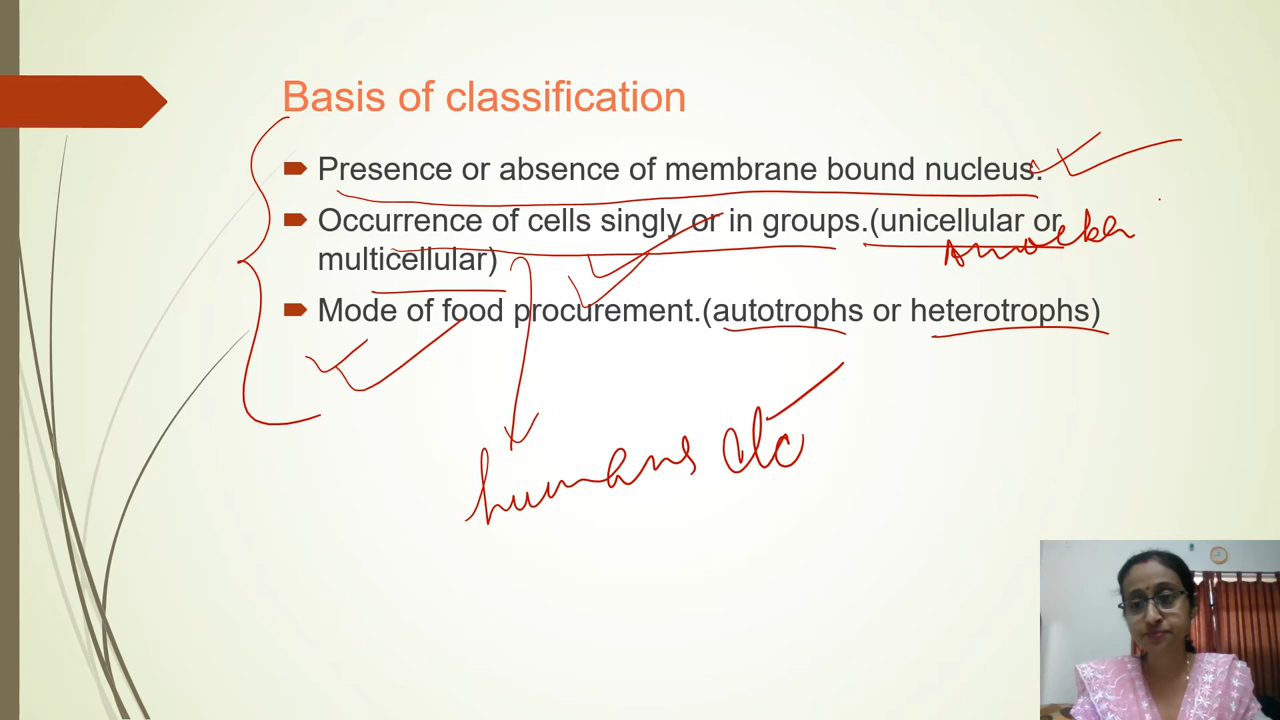 Basis of classification
Presence or absence of membrane bound nucleus.
Occurrence of cells singly or in groups.(unicellular or
Amoeba
multicellular)
Mode of food procurement.(autotrophs or heterotrophs)
humans etc